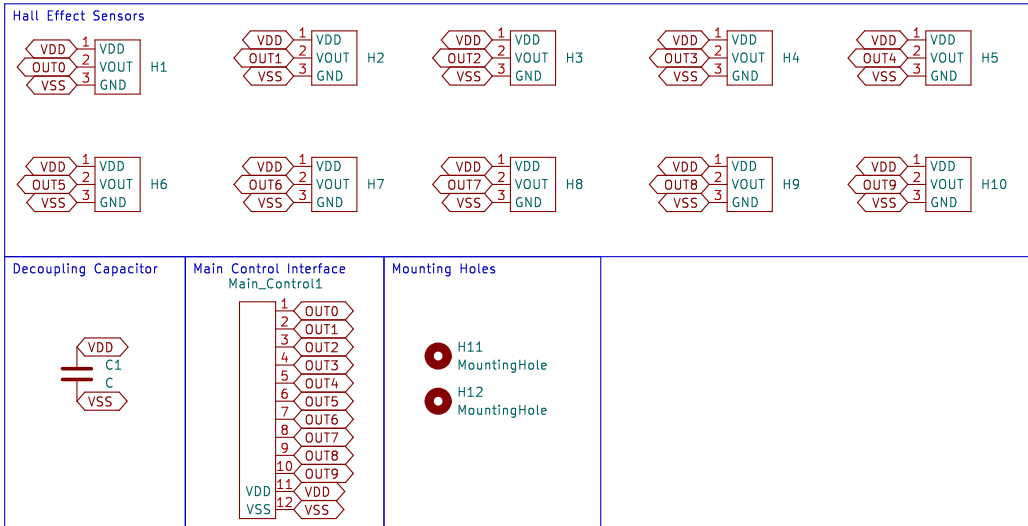 Hall Effect Sensors
VDD 1 VDD
OUT0 2 VOUT H1
VSS 3 GND
VDD 1 VDD
OUT1 2 VOUT H2
VSS 3 GND
VDD 1 VDD
OUT2 2 VOUT H3
VSS 3 GND
VDD 1 VDD
OUT3 2 VOUT H4
VSS 3 GND
VDD 1 VDD
OUT4 2 VOUT H5
VSS 3 GND
VDD 1 VDD
OUT5 2 VOUT H6
VSS 3 GND
VDD 1 VDD
OUT6 2 VOUT H7
VSS 3 GND
VDD 1 VDD
OUT7 2 VOUT H8
VSS 3 GND
VDD 1 VDD
OUT8 2 VOUT H9
VSS 3 GND
VDD 1 VDD
OUT9 2 VOUT H10
VSS 3 GND
Decoupling Capacitor
VDD
C1
C
VSS
Main Control Interface
Main_Control1
1 OUT0
2 OUT1
3 OUT2
4 OUT3
5 OUT4
6 OUT5
7 OUT6
8 OUT7
9 OUT8
10 OUT9
VDD 11 VDD
VSS 12 VSS
Mounting Holes
H11
MountingHole
H12
MountingHole